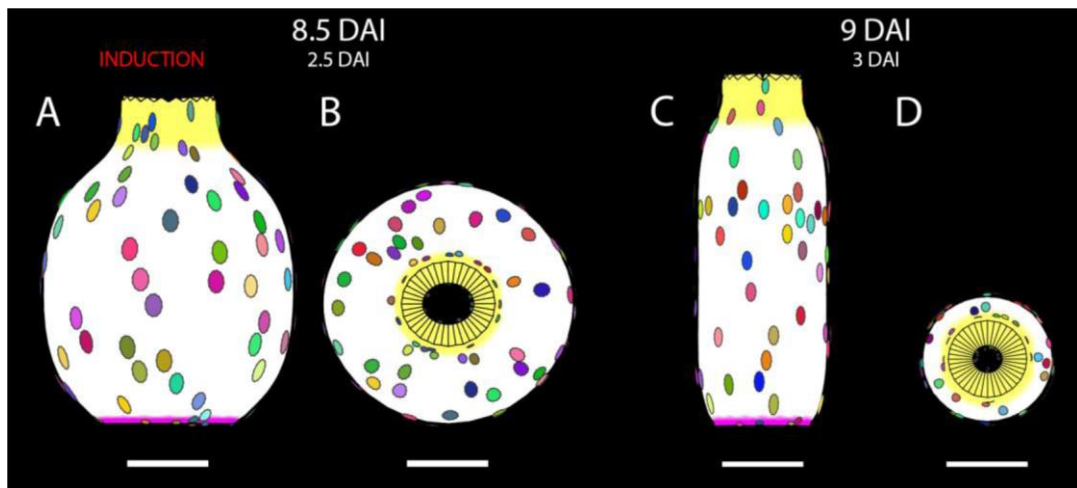 8.5 DAI
9 DAI
INDUCTION
2.5 DAI
3 DAI
A
B
C
D